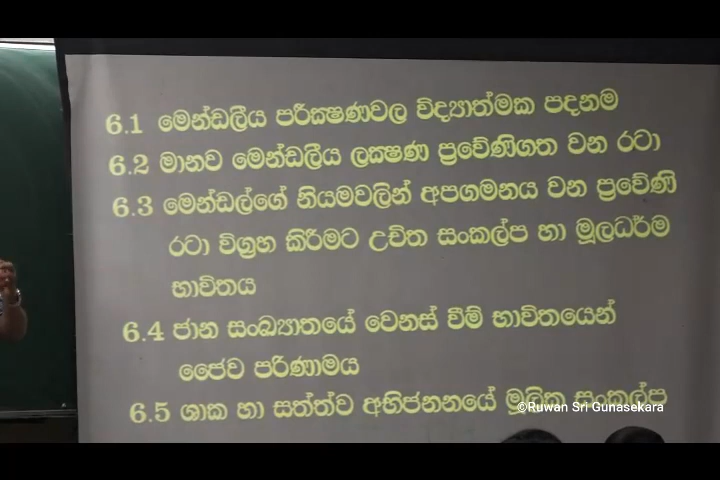 6.1 මෙන්ඩලීය පරීක්‍ෂණවල විද්‍යාත්මක පදනම
6.2 මානව මෙන්ඩලීය ලක්‍ෂණ ප්‍රවේණිගත වන රටා
6.3 මෙන්ඩල්ගේ නියමවලින් අපගමනය වන ප්‍රවේණි
රටා විග්‍රහ කිරීමට උචිත සංකල්ප හා මූලධර්ම
භාවිතය
6.4 ජාන සංඛ්‍යාතයේ වෙනස් වීම් භාවිතයෙන්
ජෛව පරිණාමය
6.5 ශාක හා සත්ත්ව අභිජනනයේ මූලික සංකල්ප
©Ruwan Sri Gunasekara